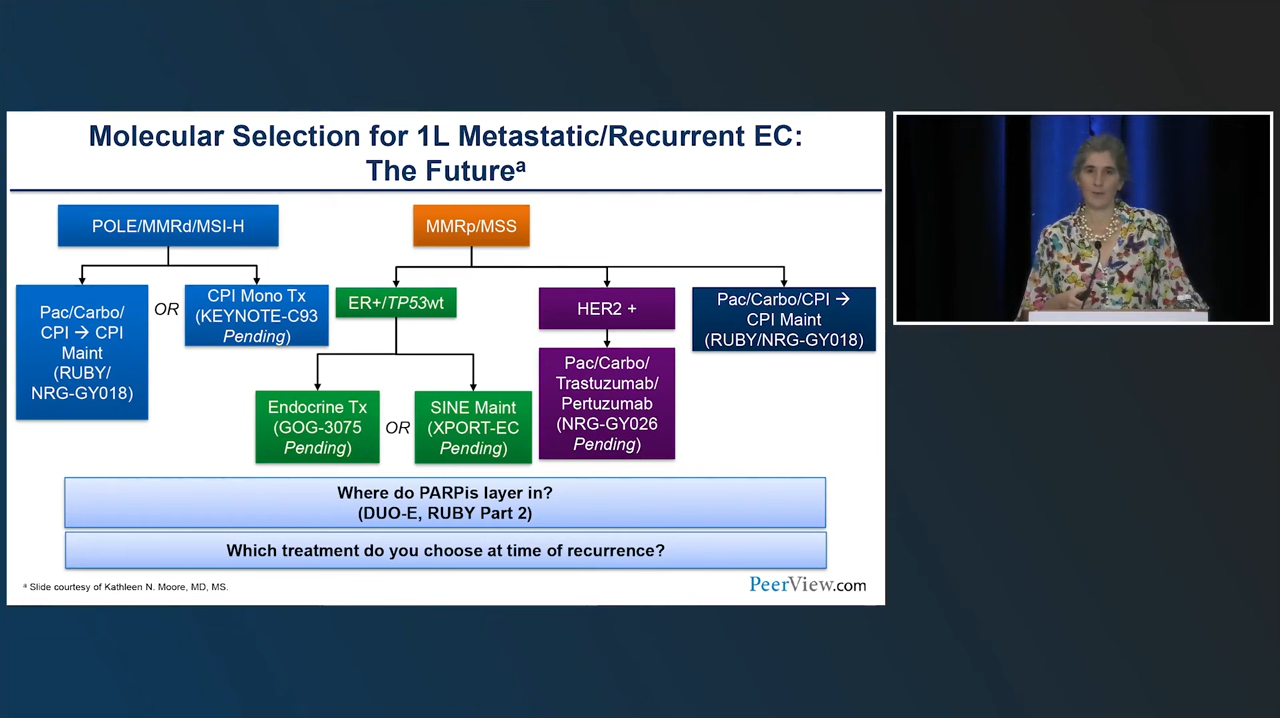 Molecular Selection for 1L Metastatic/Recurrent EC:
The Futureᵃ
POLE/MMRd/MSI-H
Pac/Carbo/
CPI → CPI
Maint
(RUBY/
NRG-GY018)
OR
CPI Mono Tx
(KEYNOTE-C93
Pending)
MMRp/MSS
ER+/TP53wt
Endocrine Tx
(GOG-3075
Pending)
OR
SINE Maint
(XPORT-EC
Pending)
HER2 +
Pac/Carbo/
Trastuzumab/
Pertuzumab
(NRG-GY026
Pending)
Pac/Carbo/CPI →
CPI Maint
(RUBY/NRG-GY018)
Where do PARPis layer in?
(DUO-E, RUBY Part 2)
Which treatment do you choose at time of recurrence?
ᵃ Slide courtesy of Kathleen N. Moore, MD, MS.
PeerView.com